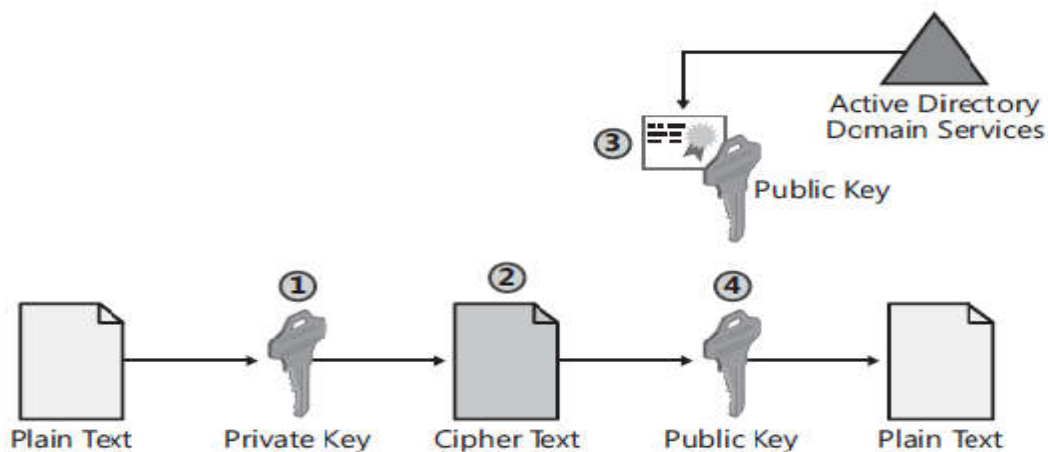 Active Directory
Domain Services
3
Public Key
1
2
4
Plain Text
Private Key
Cipher Text
Public Key
Plain Text